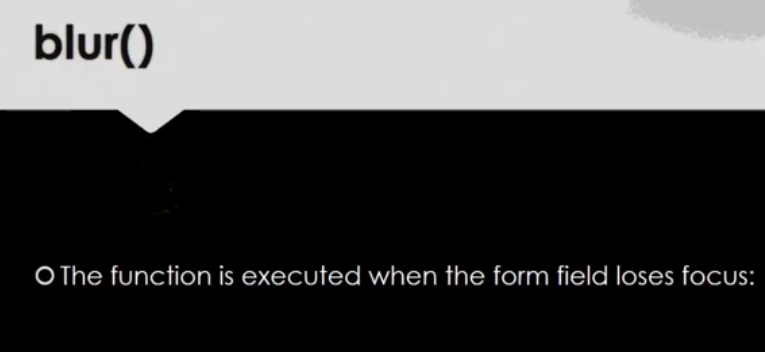 blur()
The function is executed when the form field loses focus: